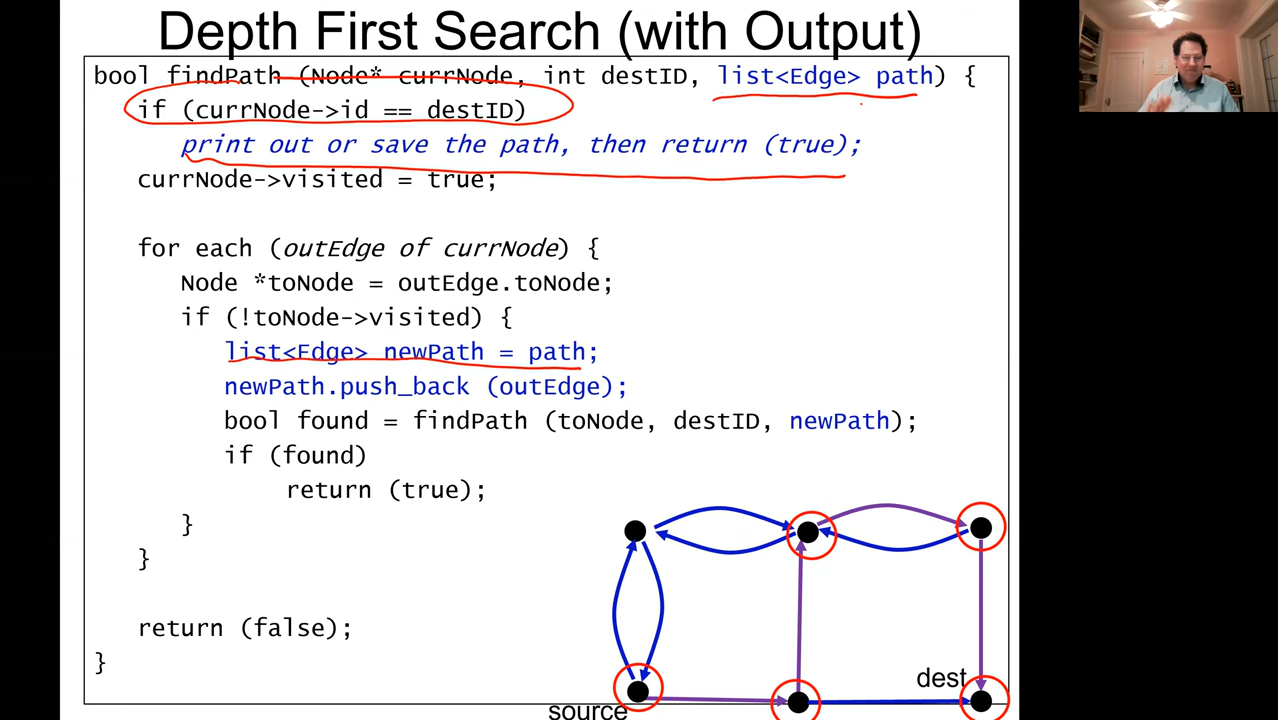 Depth First Search (with Output)
bool findPath (Node* currNode, int destID, list<Edge> path) {
if (currNode->id == destID)
print out or save the path, then return (true);
currNode->visited = true;
for each (outEdge of currNode) {
Node *toNode = outEdge.toNode;
if (!toNode->visited) {
list<Edge> newPath = path;
newPath.push_back (outEdge);
bool found = findPath (toNode, destID, newPath);
if (found)
return (true);
}
}
return (false);
}
dest
source